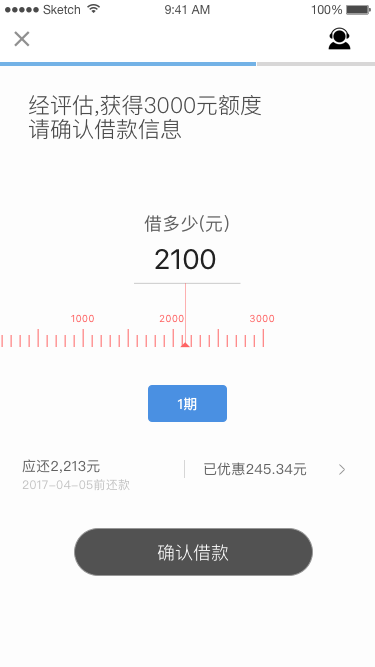 Sketch 9:41 AM 100%
经评估,获得3000元额度
请确认借款信息
借多少(元)
2100
1000 2000 3000
1期
应还2,213元 已优惠245.34元
2017-04-05前还款
确认借款